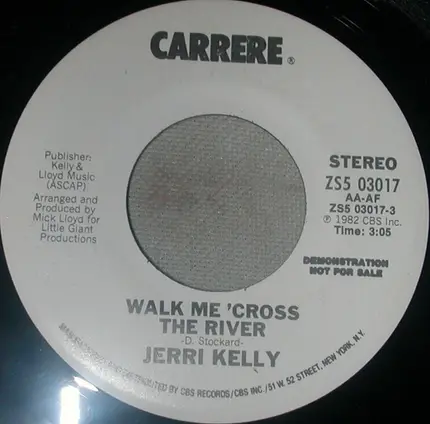 CARRERE®
Publisher:
Kelly &
Lloyd Music
(ASCAP)
Arranged and
Produced by
Mick Lloyd for
Little Giant
Productions
STEREO
ZS5 03017
AA-AF
ZS5 03017-3
℗ 1982 CBS Inc.
Time: 3:05
DEMONSTRATION
NOT FOR SALE
WALK ME 'CROSS
THE RIVER
-D. Stockard-
JERRI KELLY
BY CBS RECORDS/CBS INC./51 W. 52 STREET, NEW YORK, N.Y.